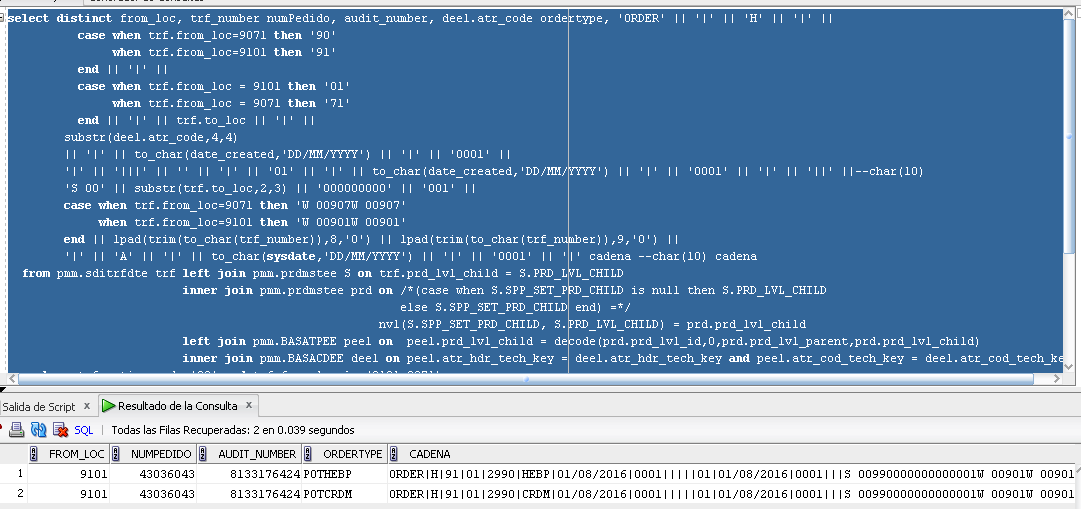 select distinct from_loc, trf_number numPedido, audit_number, deel.atr_code ordertype, 'ORDER' || '|' || 'H' || '|' ||
case when trf.from_loc=9071 then '90'
when trf.from_loc=9101 then '91'
end || '|' ||
case when trf.from_loc = 9101 then '01'
when trf.from_loc = 9071 then '71'
end || '|' || trf.to_loc || '|' ||
substr(deel.atr_code,4,4)
|| '|' || to_char(date_created,'DD/MM/YYYY') || '|' || '0001' ||
'|' || '|||' || '' || '|' || '01' || '|' || to_char(date_created,'DD/MM/YYYY') || '|' || '0001' || '|' || '||' ||--char(10)
'S 00' || substr(trf.to_loc,2,3) || '000000000' || '001' ||
case when trf.from_loc=9071 then 'W 00907W 00907'
when trf.from_loc=9101 then 'W 00901W 00901'
end || lpad(trim(to_char(trf_number)),8,'0') || lpad(trim(to_char(trf_number)),9,'0') ||
'|' || 'A' || '|' || to_char(sysdate,'DD/MM/YYYY') || '|' || '0001' || '|' cadena --char(10) cadena
from pmm.sditrfdte trf left join pmm.prdmstee S on trf.prd_lvl_child = S.PRD_LVL_CHILD
inner join pmm.prdmstee prd on /*(case when S.SPP_SET_PRD_CHILD is null then S.PRD_LVL_CHILD
else S.SPP_SET_PRD_CHILD end) =*/
nvl(S.SPP_SET_PRD_CHILD, S.PRD_LVL_CHILD) = prd.prd_lvl_child
left join pmm.BASATPEE peel on peel.prd_lvl_child = decode(prd.prd_lvl_id,0,prd.prd_lvl_parent,prd.prd_lvl_child)
inner join pmm.BASACDEE deel on peel.atr_hdr_tech_key = deel.atr_hdr_tech_key and peel.atr_cod_tech_key = deel.atr_cod_tech_ke
Salida de Script x Resultado de la Consulta x
SQL | Todas las Filas Recuperadas: 2 en 0.039 segundos
FROM_LOC NUMPEDIDO AUDIT_NUMBER ORDERTYPE CADENA
1 9101 43036043 8133176424 POTHEBP ORDER|H|91|01|2990|HEBP|01/08/2016|0001|||||01|01/08/2016|0001|||S 00990000000000001W 00901W 00901
2 9101 43036043 8133176424 POTCRDM ORDER|H|91|01|2990|CRDM|01/08/2016|0001|||||01|01/08/2016|0001|||S 00990000000000001W 00901W 00901